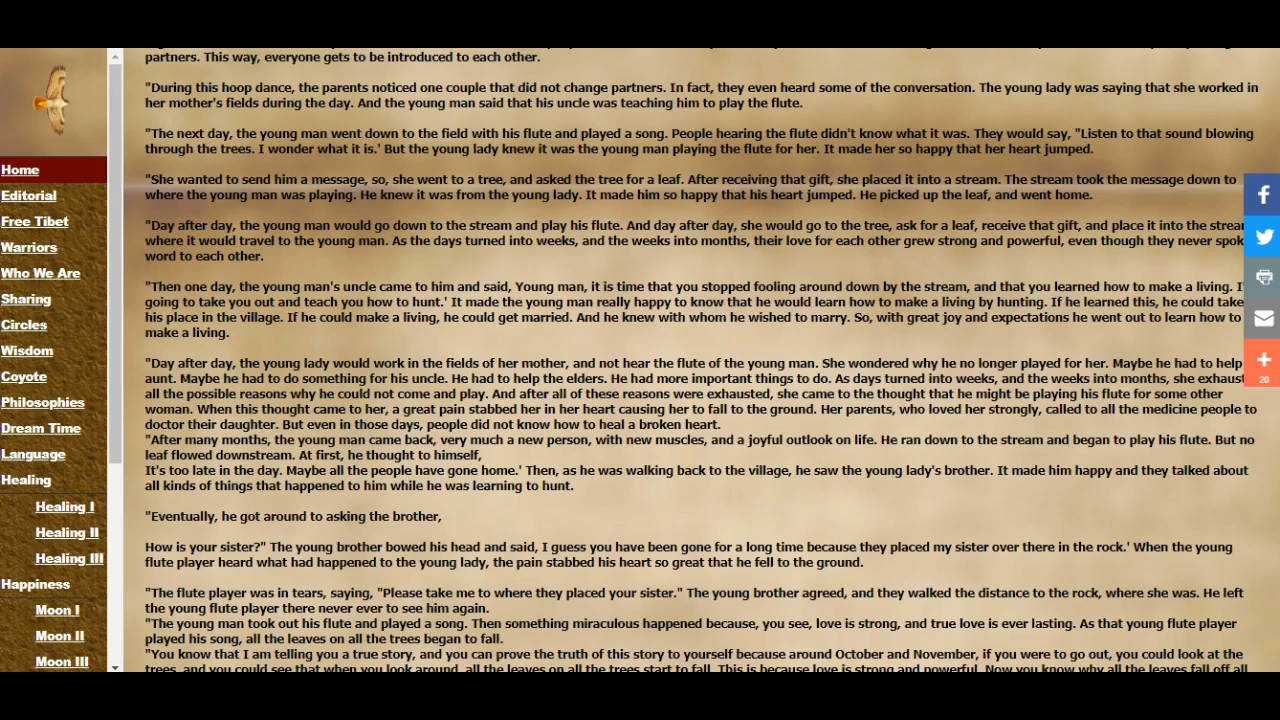 Home
Editorial
Free Tibet
Warriors
Who We Are
Sharing
Circles
Wisdom
Coyote
Philosophies
Dream Time
Language
Healing
Healing I
Healing II
Healing III
Happiness
Moon I
Moon II
Moon III
partners. This way, everyone gets to be introduced to each other.
"During this hoop dance, the parents noticed one couple that did not change partners. In fact, they even heard some of the conversation. The young lady was saying that she worked in
her mother's fields during the day. And the young man said that his uncle was teaching him to play the flute.
"The next day, the young man went down to the field with his flute and played a song. People hearing the flute didn't know what it was. They would say, "Listen to that sound blowing
through the trees. I wonder what it is.' But the young lady knew it was the young man playing the flute for her. It made her so happy that her heart jumped.
"She wanted to send him a message, so, she went to a tree, and asked the tree for a leaf. After receiving that gift, she placed it into a stream. The stream took the message down to
where the young man was playing. He knew it was from the young lady. It made him so happy that his heart jumped. He picked up the leaf, and went home.
"Day after day, the young man would go down to the stream and play his flute. And day after day, she would go to the tree, ask for a leaf, receive that gift, and place it into the strea
where it would travel to the young man. As the days turned into weeks, and the weeks into months, their love for each other grew strong and powerful, even though they never spok
word to each other.
"Then one day, the young man's uncle came to him and said, Young man, it is time that you stopped fooling around down by the stream, and that you learned how to make a living. I
going to take you out and teach you how to hunt.' It made the young man really happy to know that he would learn how to make a living by hunting. If he learned this, he could take
his place in the village. If he could make a living, he could get married. And he knew with whom he wished to marry. So, with great joy and expectations he went out to learn how to
make a living.
"Day after day, the young lady would work in the fields of her mother, and not hear the flute of the young man. She wondered why he no longer played for her. Maybe he had to help
aunt. Maybe he had to do something for his uncle. He had to help the elders. He had more important things to do. As days turned into weeks, and the weeks into months, she exhaust
all the possible reasons why he could not come and play. And after all of these reasons were exhausted, she came to the thought that he might be playing his flute for some other
woman. When this thought came to her, a great pain stabbed her in her heart causing her to fall to the ground. Her parents, who loved her strongly, called to all the medicine people to
doctor their daughter. But even in those days, people did not know how to heal a broken heart.
"After many months, the young man came back, very much a new person, with new muscles, and a joyful outlook on life. He ran down to the stream and began to play his flute. But no
leaf flowed downstream. At first, he thought to himself,
It's too late in the day. Maybe all the people have gone home.' Then, as he was walking back to the village, he saw the young lady's brother. It made him happy and they talked about
all kinds of things that happened to him while he was learning to hunt.
"Eventually, he got around to asking the brother,
How is your sister?" The young brother bowed his head and said, I guess you have been gone for a long time because they placed my sister over there in the rock.' When the young
flute player heard what had happened to the young lady, the pain stabbed his heart so great that he fell to the ground.
"The flute player was in tears, saying, "Please take me to where they placed your sister." The young brother agreed, and they walked the distance to the rock, where she was. He left
the young flute player there never ever to see him again.
"The young man took out his flute and played a song. Then something miraculous happened because, you see, love is strong, and true love is ever lasting. As that young flute player
played his song, all the leaves on all the trees began to fall.
"You know that I am telling you a true story, and you can prove the truth of this story to yourself because around October and November, if you were to go out, you could look at the
trees, and you could see that when you look around, all the leaves on all the trees start to fall. This is because love is strong and powerful. Now you know why all the leaves fall off all
20